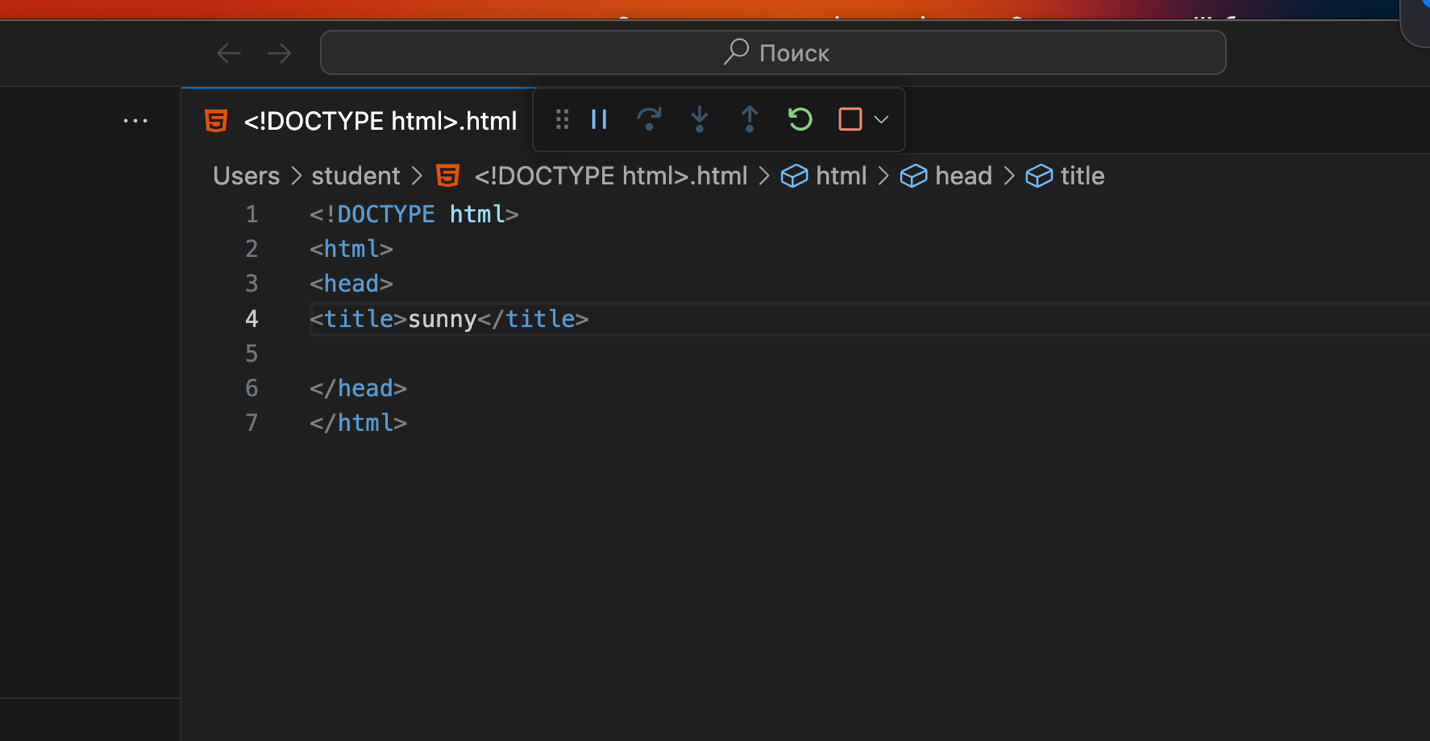 Поиск
<!DOCTYPE html>.html
Users > student > <!DOCTYPE html>.html > html > head > title
1 <!DOCTYPE html>
2 <html>
3 <head>
4 <title>sunny</title>
5
6 </head>
7 </html>